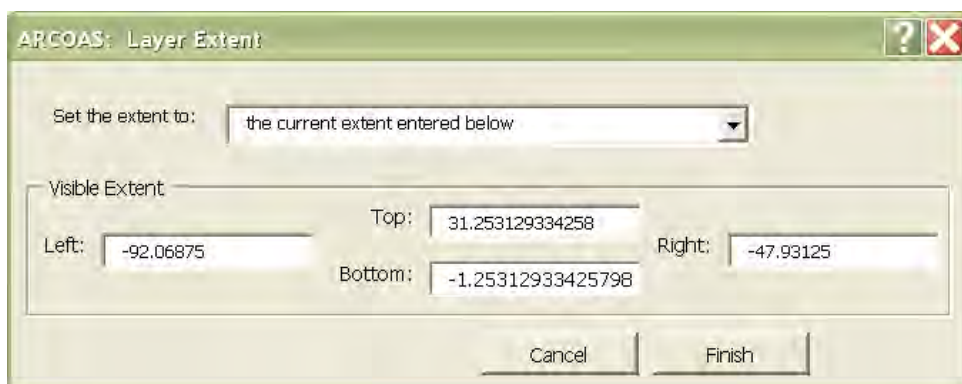 ARCOAS: Layer Extent
Set the extent to: the current extent entered below
Visible Extent
Top: 31.253129334258
Left: -92.06875
Right: -47.93125
Bottom: -1.25312933425798
Cancel Finish